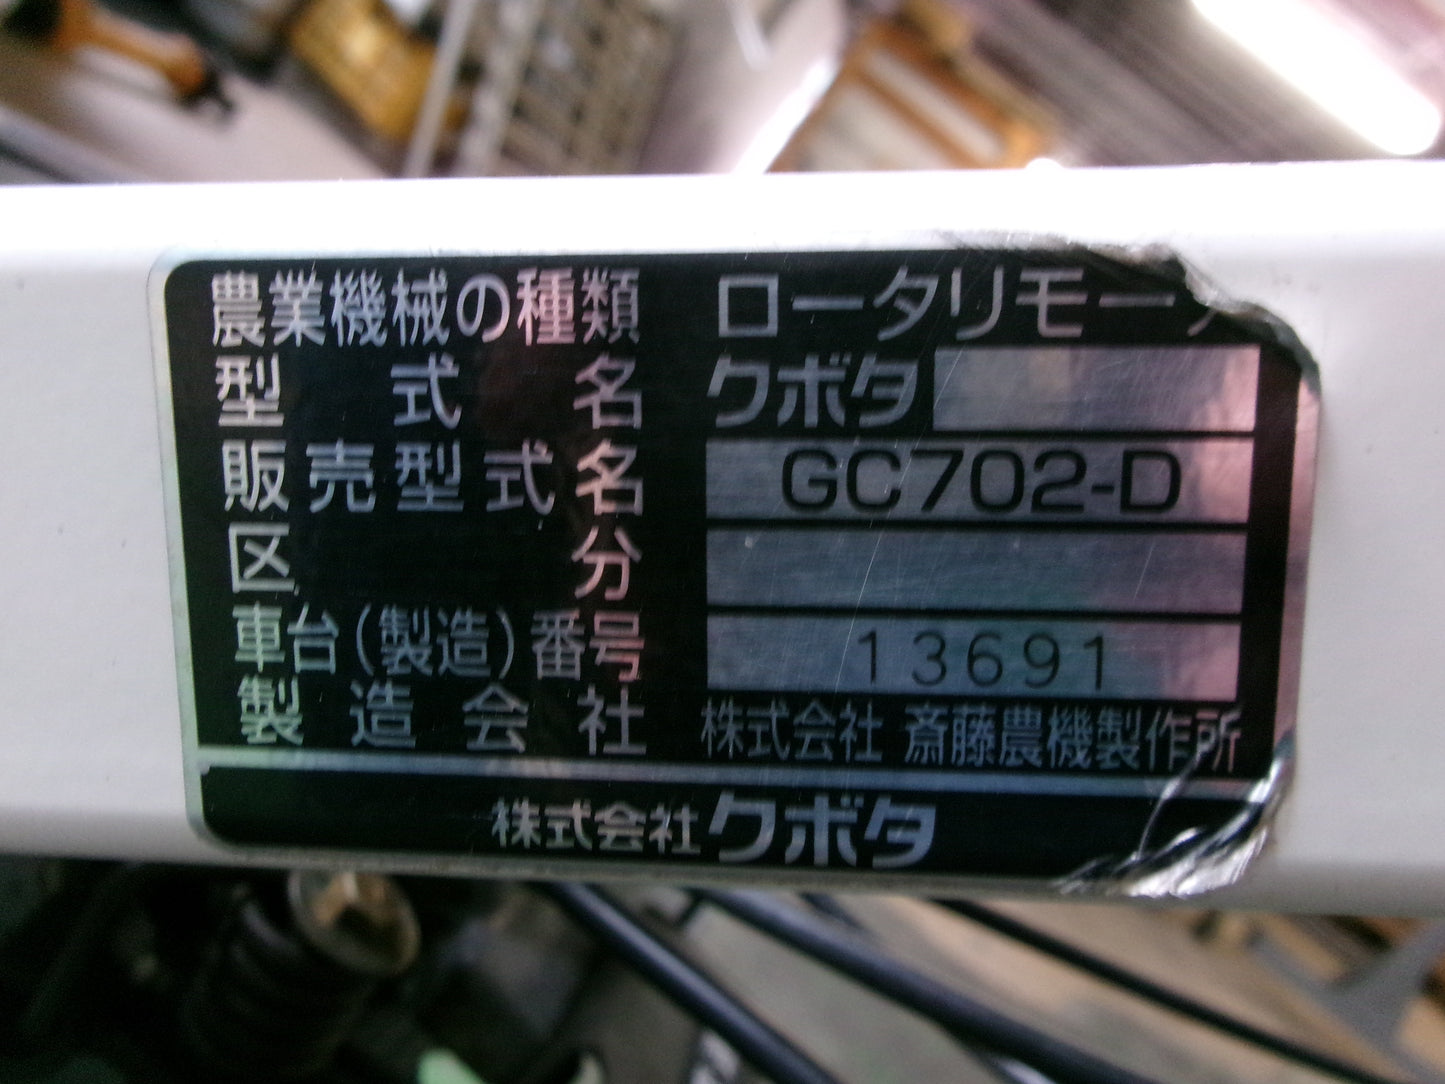 農業機械の種類 ロータリモー
型式名 クボタ
販売型式名 GC702-D
区分
車台(製造)番号 13691
製造会社 株式会社 斎藤農機製作所
株式会社クボタ